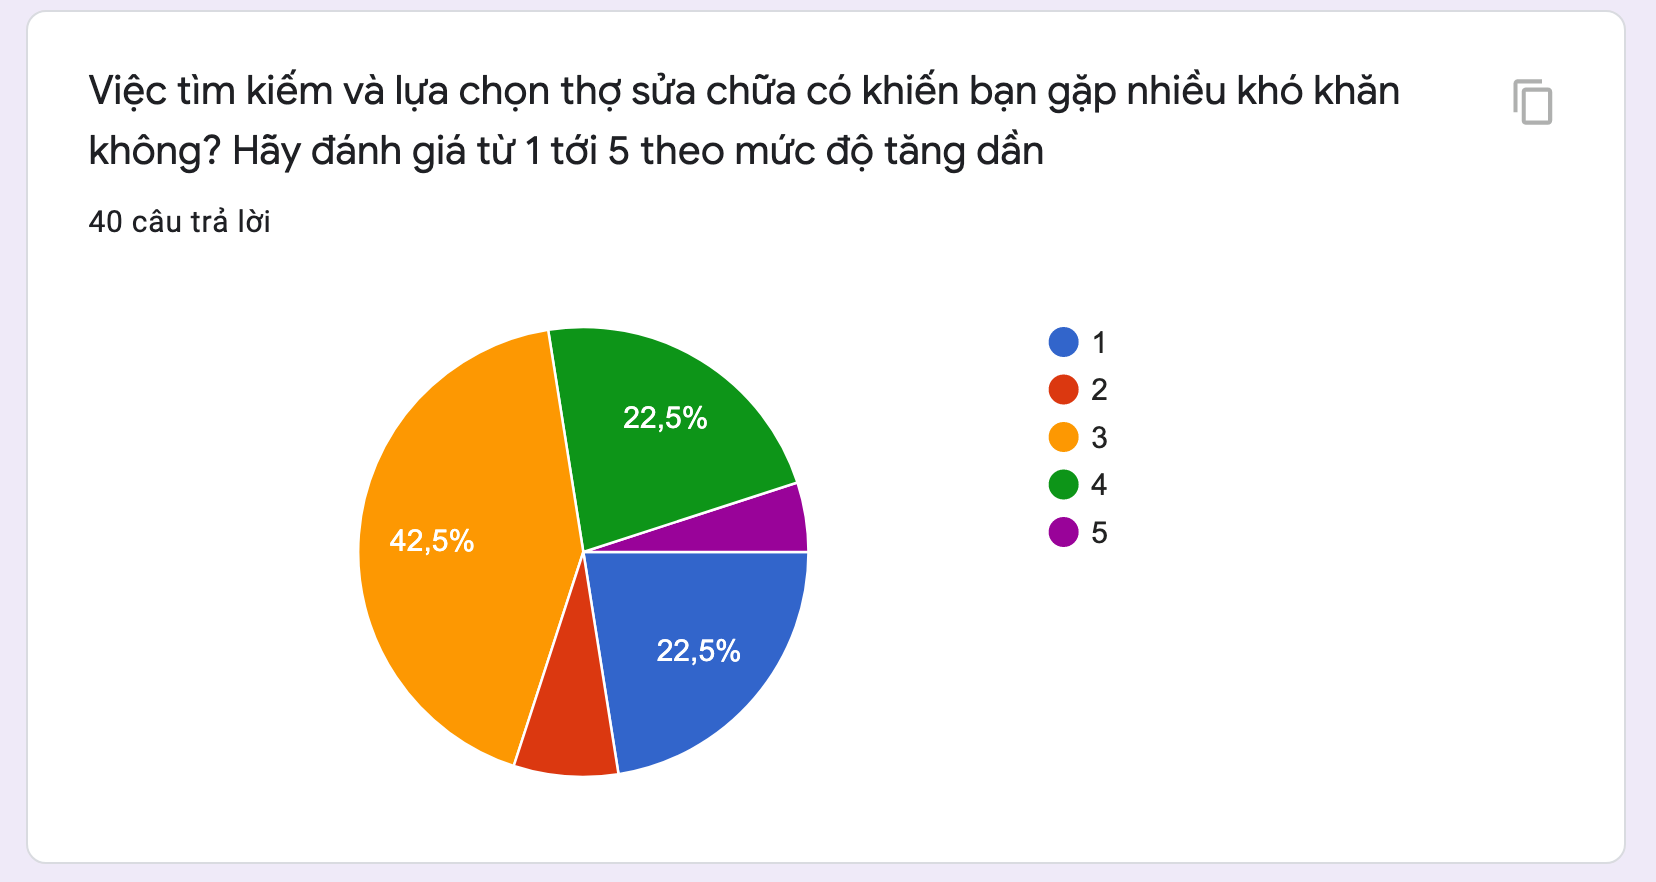 Việc tìm kiếm và lựa chọn thợ sửa chữa có khiến bạn gặp nhiều khó khăn
không? Hãy đánh giá từ 1 tới 5 theo mức độ tăng dần
40 câu trả lời
1
2
3
4
5
22,5%
42,5%
22,5%